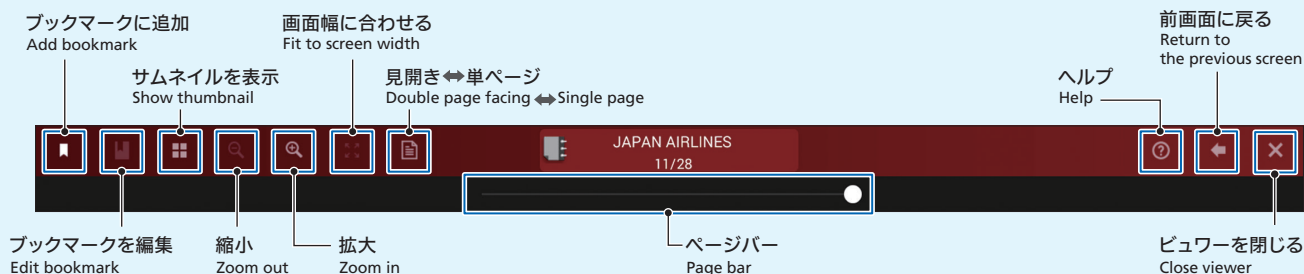 ブックマークに追加
Add bookmark
画面幅に合わせる
Fit to screen width
前画面に戻る
Return to
the previous screen
サムネイルを表示
Show thumbnail
見開き⇔単ページ
Double page facing ⇔ Single page
ヘルプ
Help
JAPAN AIRLINES
11/28
ブックマークを編集
Edit bookmark
縮小
Zoom out
拡大
Zoom in
ページバー
Page bar
ビュワーを閉じる
Close viewer